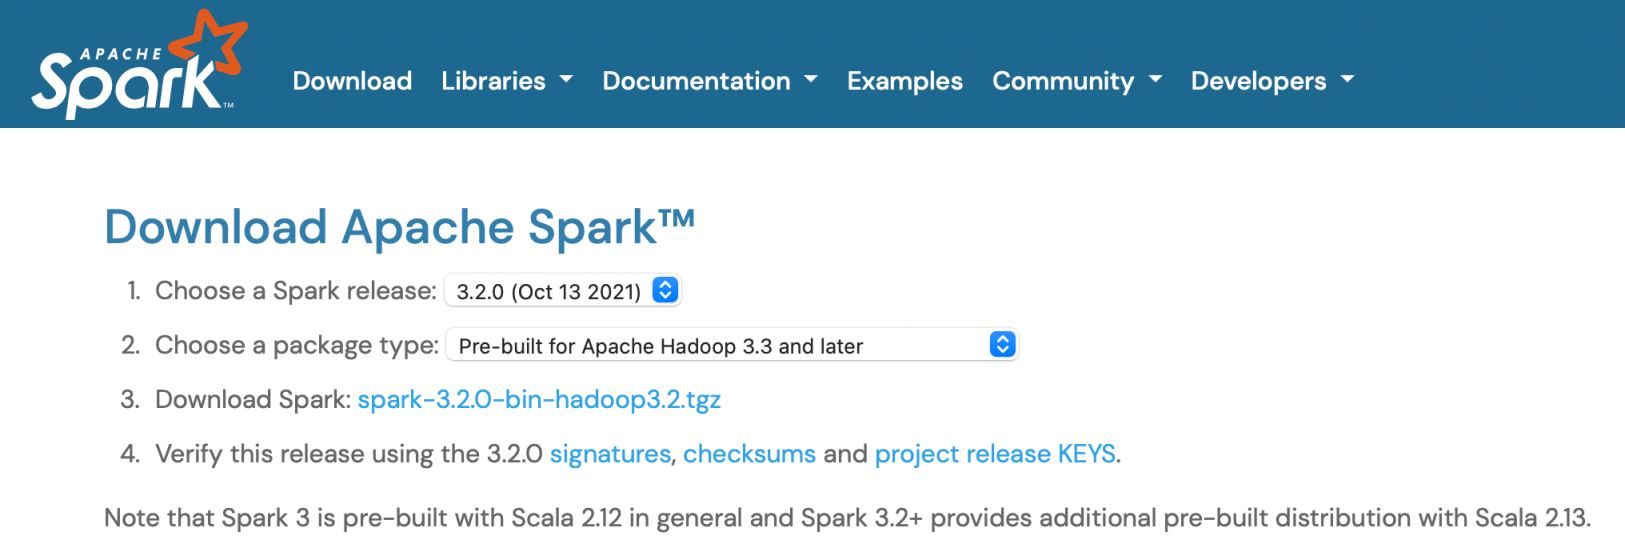 APACHE
Spark™
Download Libraries Documentation Examples Community Developers
Download Apache Spark™
1. Choose a Spark release: 3.2.0 (Oct 13 2021)
2. Choose a package type: Pre-built for Apache Hadoop 3.3 and later
3. Download Spark: spark-3.2.0-bin-hadoop3.2.tgz
4. Verify this release using the 3.2.0 signatures, checksums and project release KEYS.
Note that Spark 3 is pre-built with Scala 2.12 in general and Spark 3.2+ provides additional pre-built distribution with Scala 2.13.